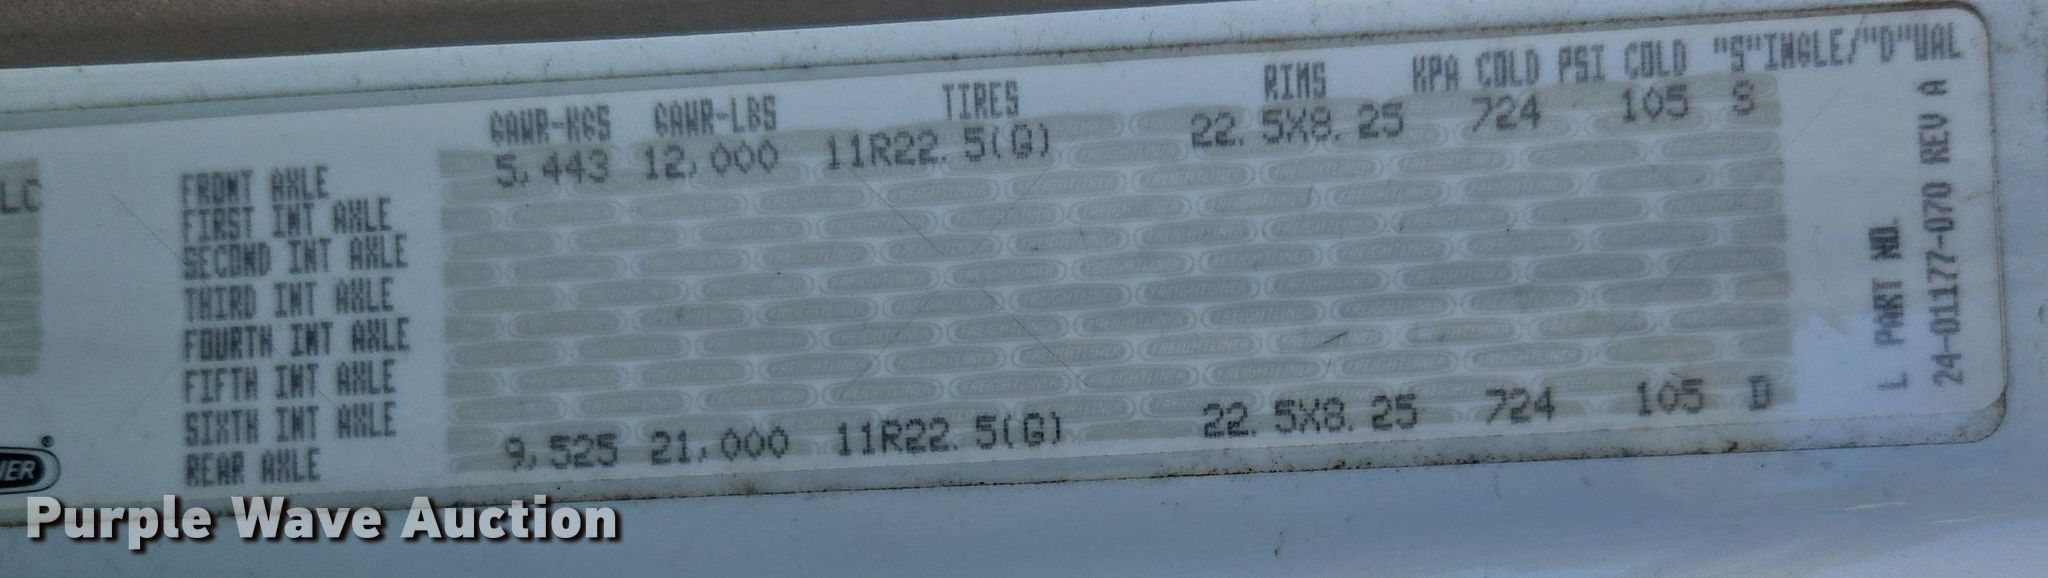 GAWR-KGS GAWR-LBS TIRES RIMS KPA COLD PSI COLD "S"INGLE/"D"UAL
FRONT AXLE 5,443 12,000 11R22.5(G) 22.5X8.25 724 105 S
FIRST INT AXLE
SECOND INT AXLE
THIRD INT AXLE
FOURTH INT AXLE
FIFTH INT AXLE
SIXTH INT AXLE
REAR AXLE 9,525 21,000 11R22.5(G) 22.5X8.25 724 105 D
L PART NO.
24-01177-070 REV A
LC
NER
Purple Wave Auction